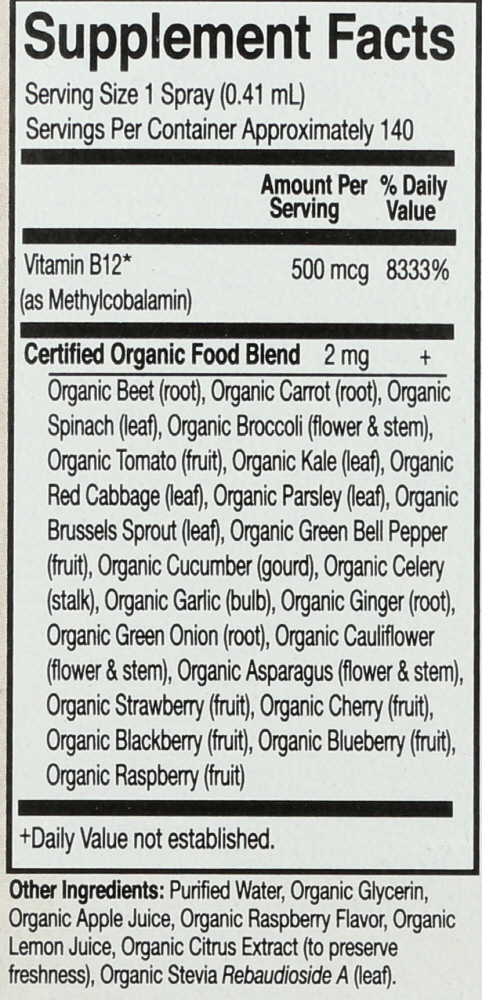 Supplement Facts
Serving Size 1 Spray (0.41 mL)
Servings Per Container Approximately 140
Amount Per % Daily
Serving Value
Vitamin B12* 500 mcg 8333%
(as Methylcobalamin)
Certified Organic Food Blend 2 mg +
Organic Beet (root), Organic Carrot (root), Organic
Spinach (leaf), Organic Broccoli (flower & stem),
Organic Tomato (fruit), Organic Kale (leaf), Organic
Red Cabbage (leaf), Organic Parsley (leaf), Organic
Brussels Sprout (leaf), Organic Green Bell Pepper
(fruit), Organic Cucumber (gourd), Organic Celery
(stalk), Organic Garlic (bulb), Organic Ginger (root),
Organic Green Onion (root), Organic Cauliflower
(flower & stem), Organic Asparagus (flower & stem),
Organic Strawberry (fruit), Organic Cherry (fruit),
Organic Blackberry (fruit), Organic Blueberry (fruit),
Organic Raspberry (fruit)
+Daily Value not established.
Other Ingredients: Purified Water, Organic Glycerin,
Organic Apple Juice, Organic Raspberry Flavor, Organic
Lemon Juice, Organic Citrus Extract (to preserve
freshness), Organic Stevia Rebaudioside A (leaf).